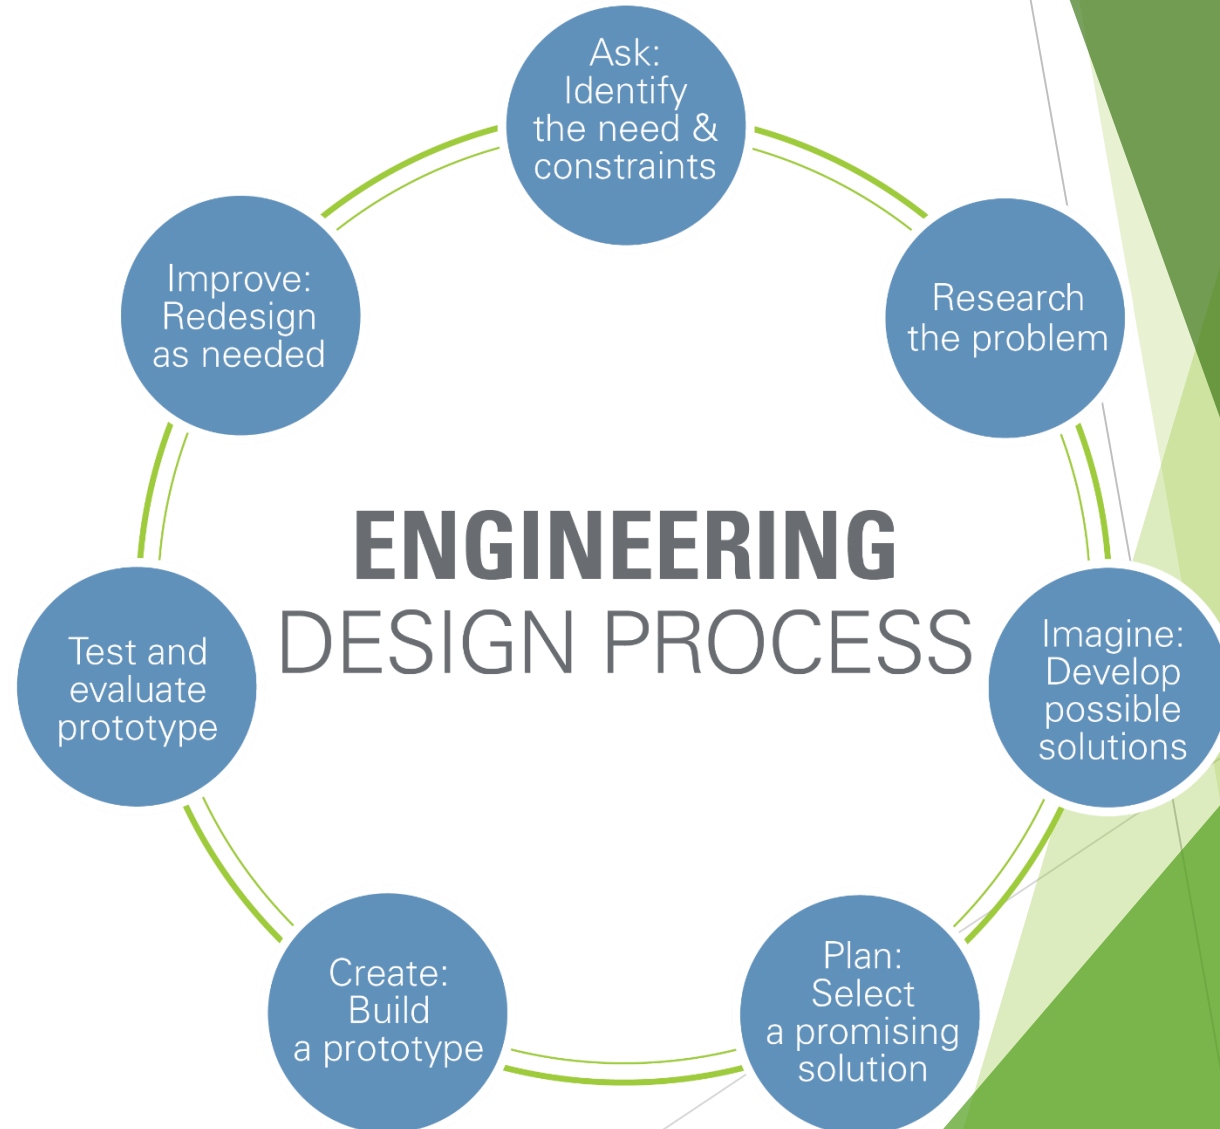 Ask:
Identify
the need &
constraints
Research
the problem
Imagine:
Develop
possible
solutions
Plan:
Select
a promising
solution
Create:
Build
a prototype
Test and
evaluate
prototype
Improve:
Redesign
as needed
ENGINEERING
DESIGN PROCESS